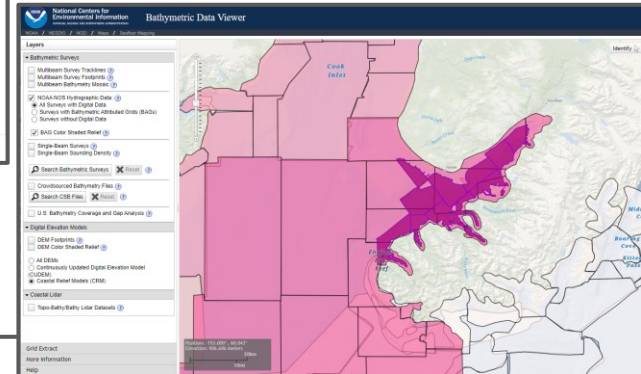 National Centers for
Environmental Information
Bathymetric Data Viewer
NOAA / NESDIS / NCEI / Maps / Seafloor Mapping
Layers
Bathymetric Surveys
Multibeam Survey Tracklines
Multibeam Survey Footprints
Multibeam Bathymetry Mosaic
NOAA NOS Hydrographic Data
All Surveys with Digital Data
Surveys with Bathymetric Attributed Grids (BAGs)
Surveys without Digital Data
BAG Color Shaded Relief
Single-Beam Surveys
Single-Beam Sounding Density
Search Bathymetric Surveys
Reset
Crowdsourced Bathymetry Files
Search CSB Files
Reset
U.S. Bathymetry Coverage and Gap Analysis
Digital Elevation Models
DEM Footprints
DEM Color Shaded Relief
All DEMs
Continuously Updated Digital Elevation Model
(CUDEM)
Coastal Relief Models (CRM)
Coastal Lidar
Topo-Bathy/Bathy Lidar Datasets
Grid Extract
More Information
Help
Identify
Cook
Inlet